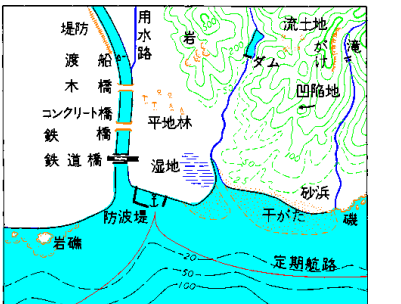 堤防
用水路
岩
流土地
がけ
滝
渡船
ダム
木橋
凹陥地
コンクリート橋
平地林
鉄橋
鉄道橋
湿地
砂浜
防波堤
干がた
磯
岩礁
定期航路
-20
-50
-100
100